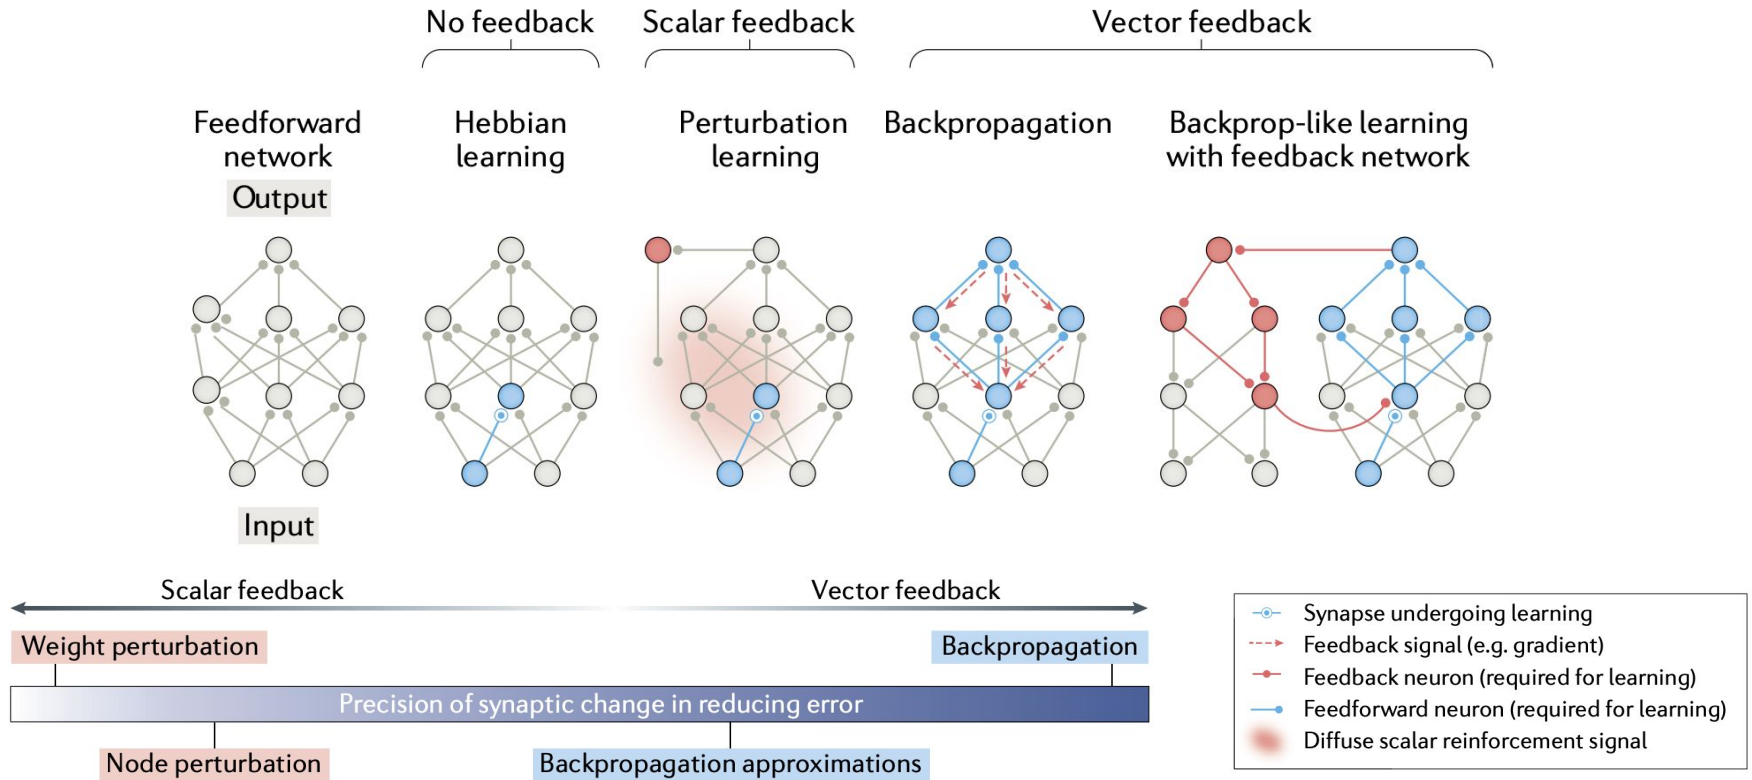 No feedback
Scalar feedback
Vector feedback
Feedforward
network
Hebbian
learning
Perturbation
learning
Backpropagation
Backprop-like learning
with feedback network
Output
Input
Scalar feedback
Vector feedback
Weight perturbation
Backpropagation
Precision of synaptic change in reducing error
Node perturbation
Backpropagation approximations
Synapse undergoing learning
Feedback signal (e.g. gradient)
Feedback neuron (required for learning)
Feedforward neuron (required for learning)
Diffuse scalar reinforcement signal